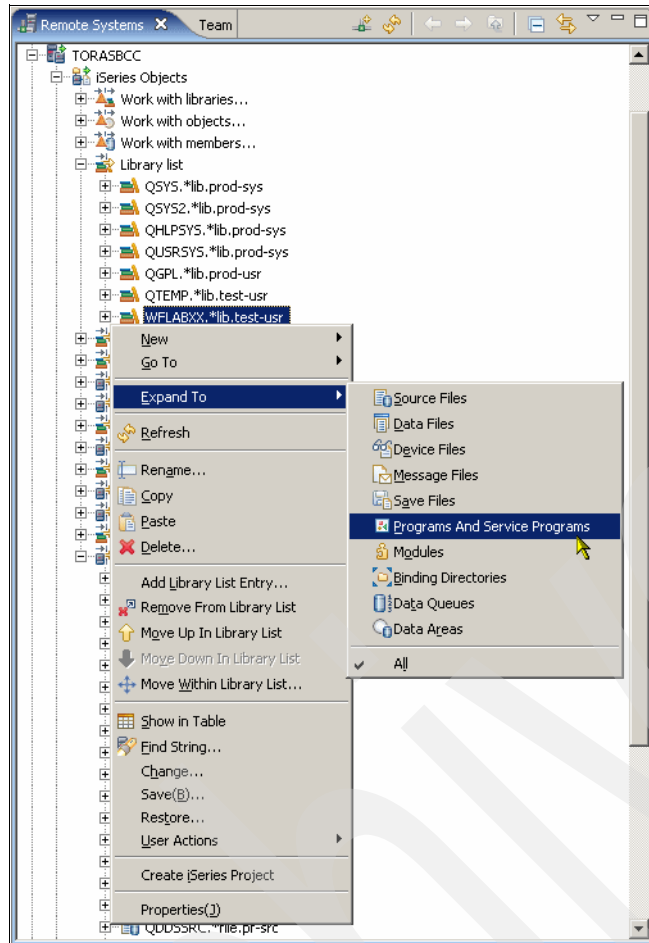 Remote Systems Team
TORASBCC
iSeries Objects
Work with libraries...
Work with objects...
Work with members...
Library list
QSYS.*lib.prod-sys
QSYS2.*lib.prod-sys
QHLPSYS.*lib.prod-sys
QUSRSYS.*lib.prod-sys
QGPL.*lib.prod-usr
QTEMP.*lib.test-usr
WFLABXX.*lib.test-usr
New
Go To
Expand To
Refresh
Rename...
Copy
Paste
Delete...
Add Library List Entry...
Remove From Library List
Move Up In Library List
Move Down In Library List
Move Within Library List...
Show in Table
Find String...
Change...
Save(B)...
Restore...
User Actions
Create iSeries Project
Properties(J)
Source Files
Data Files
Device Files
Message Files
Save Files
Programs And Service Programs
Modules
Binding Directories
Data Queues
Data Areas
All
QDDSSRC.*file.pf-src